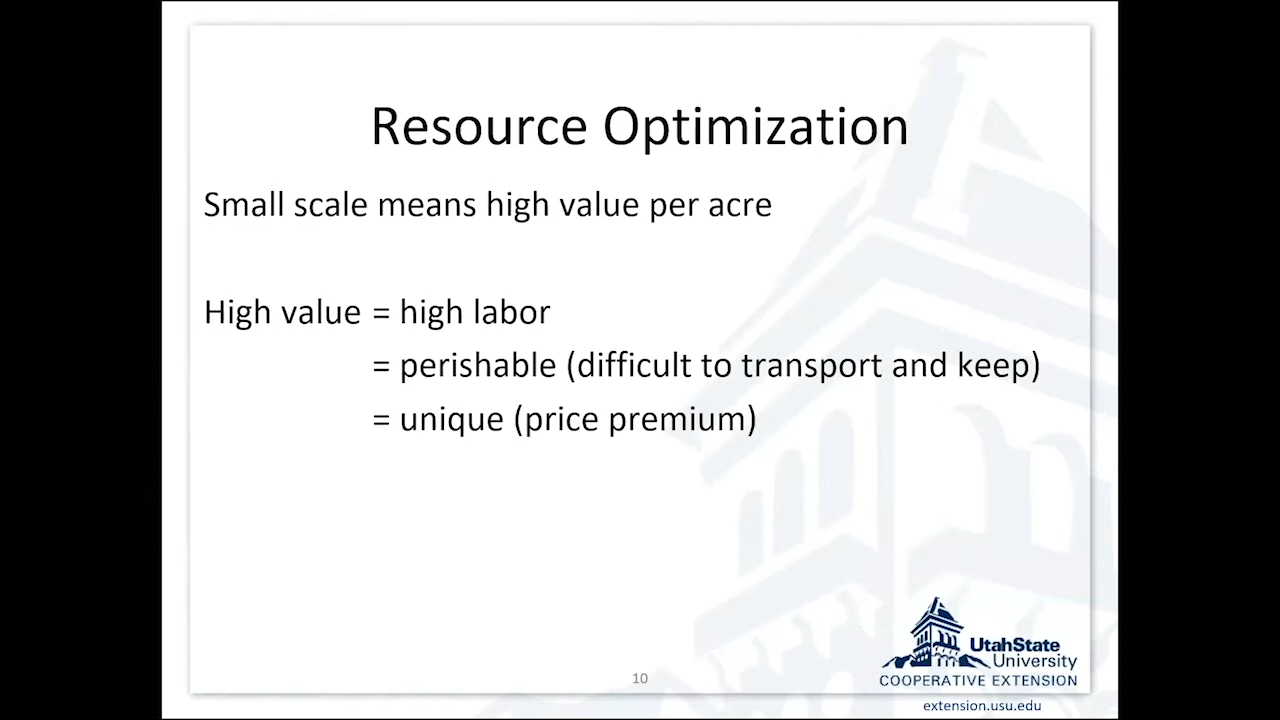 Resource Optimization
Small scale means high value per acre
High value = high labor
= perishable (difficult to transport and keep)
= unique (price premium)
10
UtahState
University
COOPERATIVE EXTENSION
extension.usu.edu